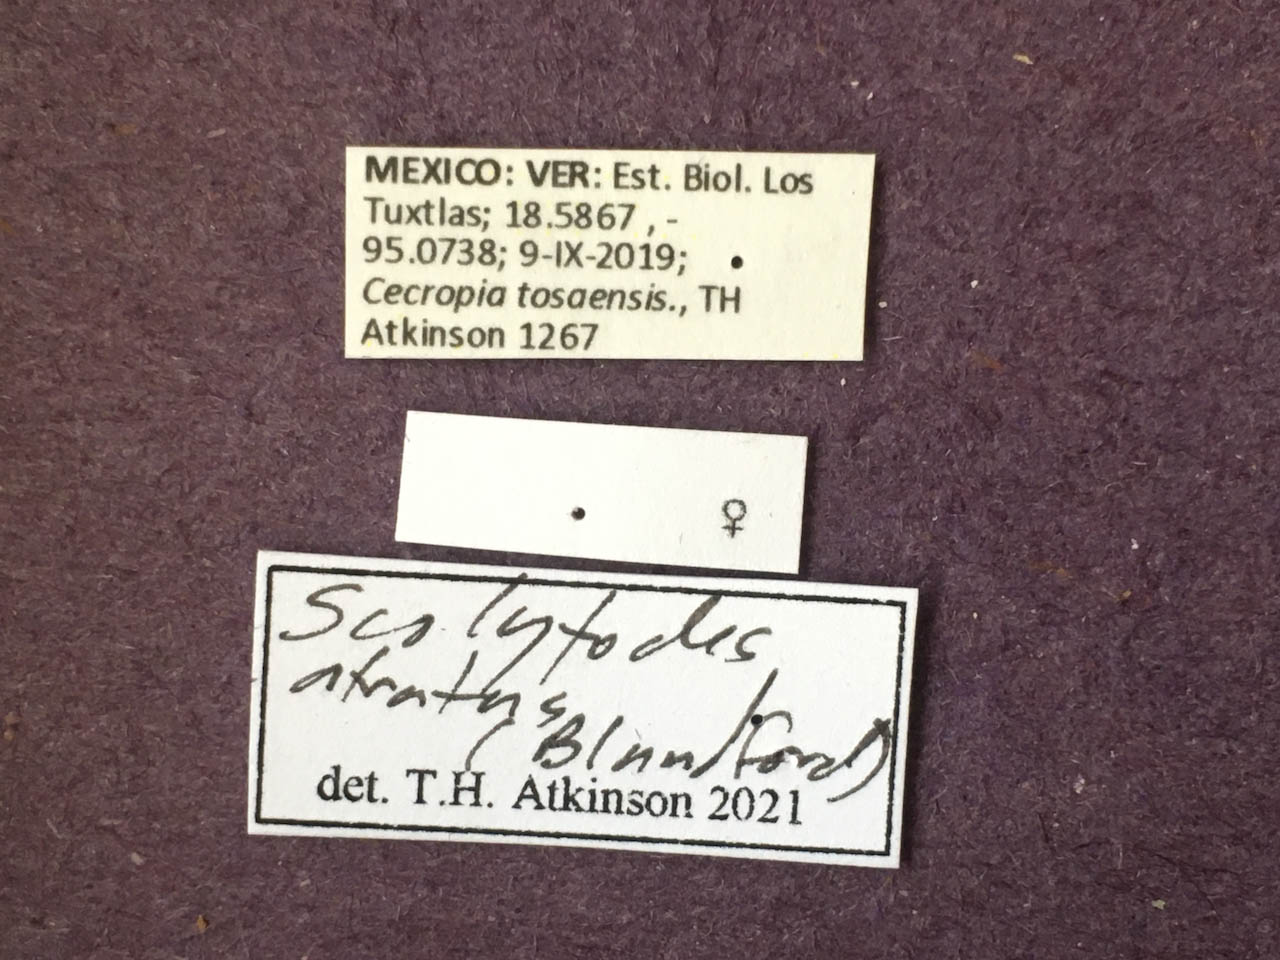 MEXICO: VER: Est. Biol. Los
Tuxtlas; 18.5867 , -
95.0738; 9-IX-2019;
Cecropia tosaensis., TH
Atkinson 1267
♀
Scolytodes
atratus
(Blandford)
det. T.H. Atkinson 2021